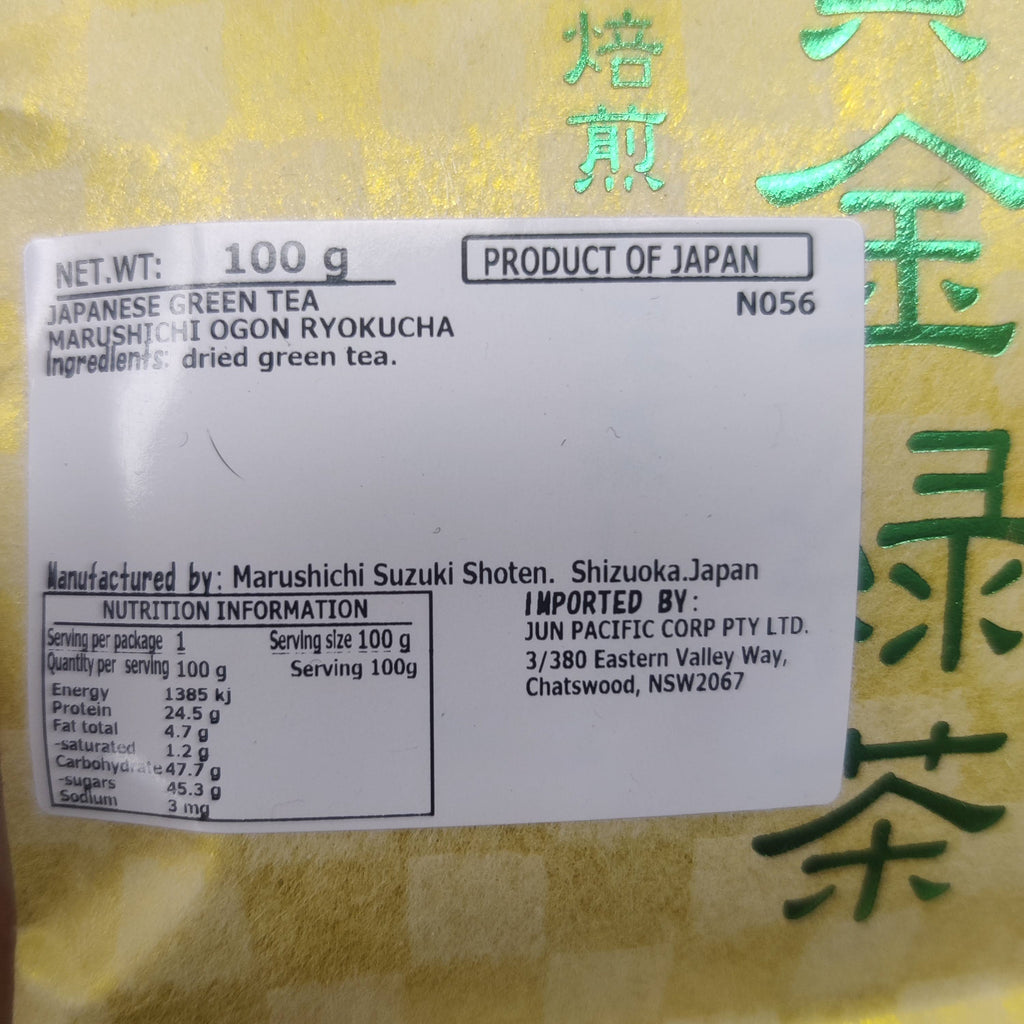 焙煎
黄金緑茶
NET.WT: 100 g
PRODUCT OF JAPAN
N056
JAPANESE GREEN TEA
MARUSHICHI OGON RYOKUCHA
Ingredients: dried green tea.
Manufactured by: Marushichi Suzuki Shoten. Shizuoka.Japan
NUTRITION INFORMATION
Serving per package 1 Serving size 100 g
Quantity per serving 100 g Serving 100g
Energy 1385 kj
Protein 24.5 g
Fat total 4.7 g
-saturated 1.2 g
Carbohydrate 47.7 g
-sugars 45.3 g
Sodium 3 mg
IMPORTED BY:
JUN PACIFIC CORP PTY LTD.
3/380 Eastern Valley Way,
Chatswood, NSW2067